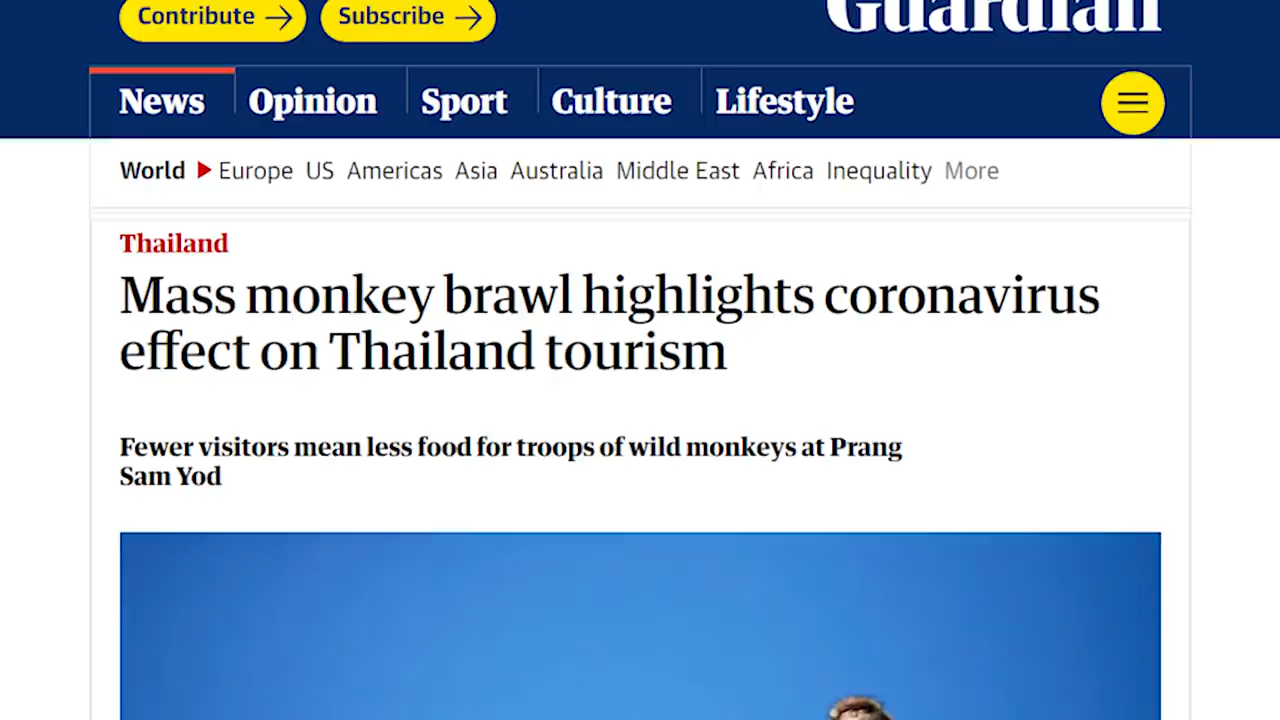 Contribute → Subscribe →
Guardian
News Opinion Sport Culture Lifestyle
World ▶ Europe US Americas Asia Australia Middle East Africa Inequality More
Thailand
Mass monkey brawl highlights coronavirus
effect on Thailand tourism
Fewer visitors mean less food for troops of wild monkeys at Prang
Sam Yod